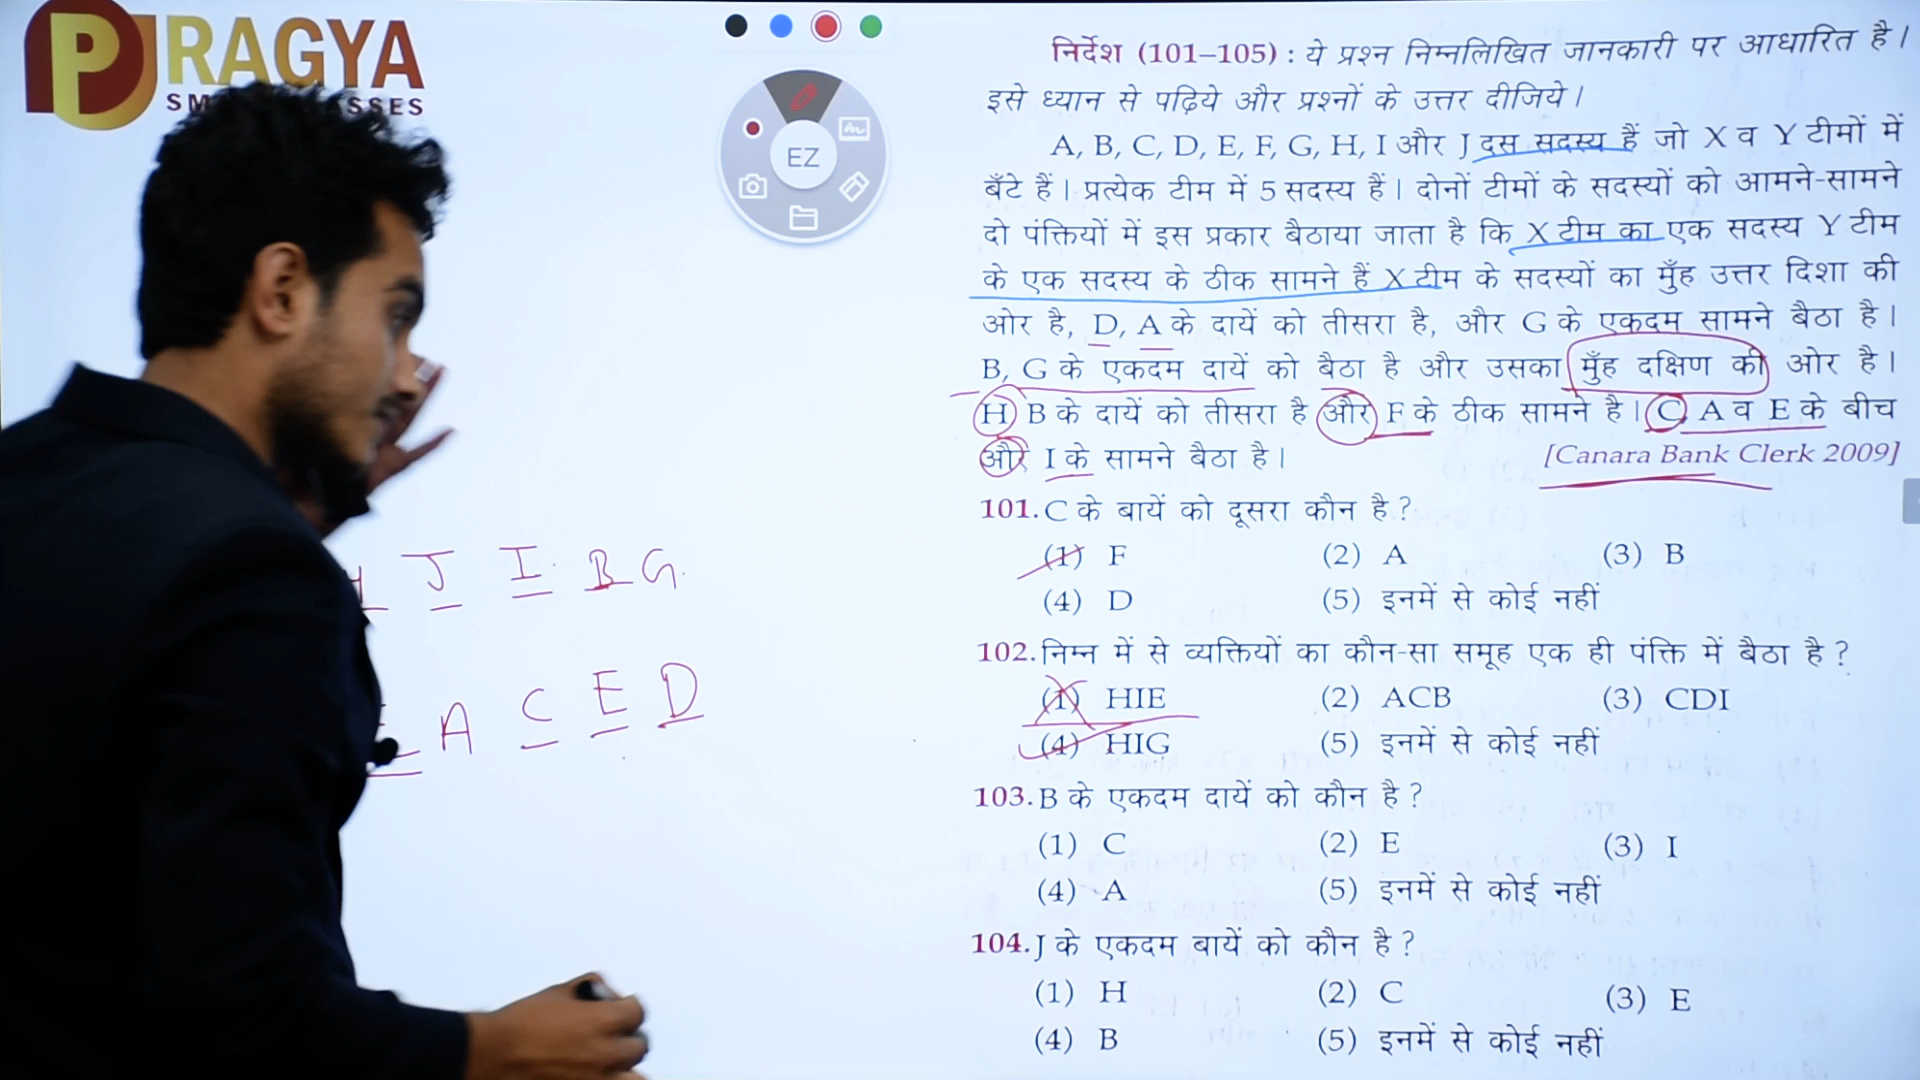 PRAGYA
EZ
निर्देश (101–105) : ये प्रश्न निम्नलिखित जानकारी पर आधारित है।
इसे ध्यान से पढ़िये और प्रश्नों के उत्तर दीजिये।
A, B, C, D, E, F, G, H, I और J दस सदस्य हैं जो X व Y टीमों में
बँटे हैं। प्रत्येक टीम में 5 सदस्य हैं। दोनों टीमों के सदस्यों को आमने-सामने
दो पंक्तियों में इस प्रकार बैठाया जाता है कि X टीम का एक सदस्य Y टीम
के एक सदस्य के ठीक सामने हैं X टीम के सदस्यों का मुँह उत्तर दिशा की
ओर है, D, A के दायें को तीसरा है, और G के एकदम सामने बैठा है।
B, G के एकदम दायें को बैठा है और उसका मुँह दक्षिण की ओर है।
H B के दायें को तीसरा है और F के ठीक सामने है। C, A व E के बीच
और I के सामने बैठा है।
[Canara Bank Clerk 2009]
101. C के बायें को दूसरा कौन है ?
(1) F (2) A (3) B
(4) D (5) इनमें से कोई नहीं
102. निम्न में से व्यक्तियों का कौन-सा समूह एक ही पंक्ति में बैठा है ?
(1) HIE (2) ACB (3) CDI
(4) HIG (5) इनमें से कोई नहीं
103. B के एकदम दायें को कौन है ?
(1) C (2) E (3) I
(4) A (5) इनमें से कोई नहीं
104. J के एकदम बायें को कौन है ?
(1) H (2) C (3) E
(4) B (5) इनमें से कोई नहीं
J I B G
A C E D